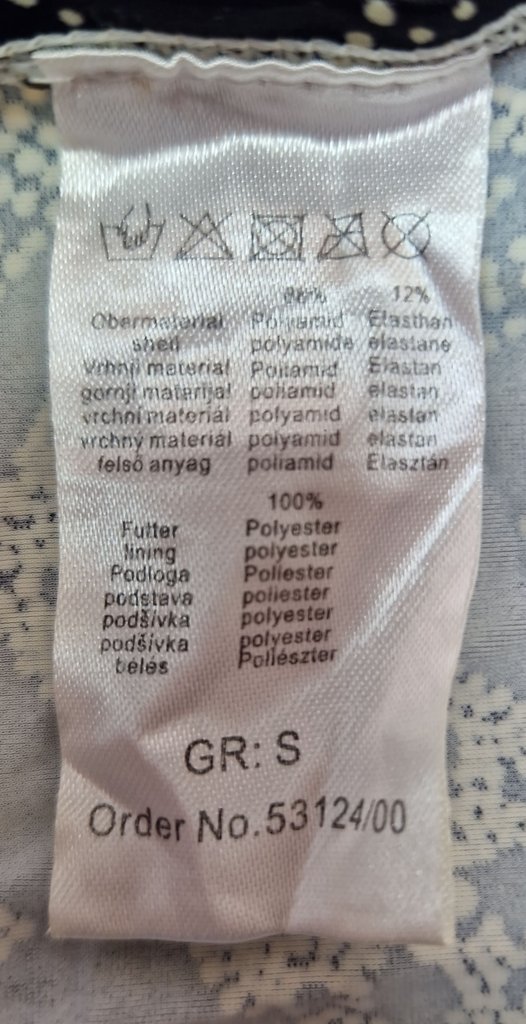 88% 12%
Obermaterial Polyamid Elasthan
shell polyamide elastane
Vrhnji material Poliamid Elastan
gornji matarijal poliamid elastan
vrchní materiál polyamid elastan
vrchný materiál polyamid elastan
felső anyag poliamid Elasztán
100%
Futter Polyester
lining polyester
Podloga Poliester
podstava poliester
podšívka polyester
podšívka polyester
bélés Poliészter
GR: S
Order No.53124/00